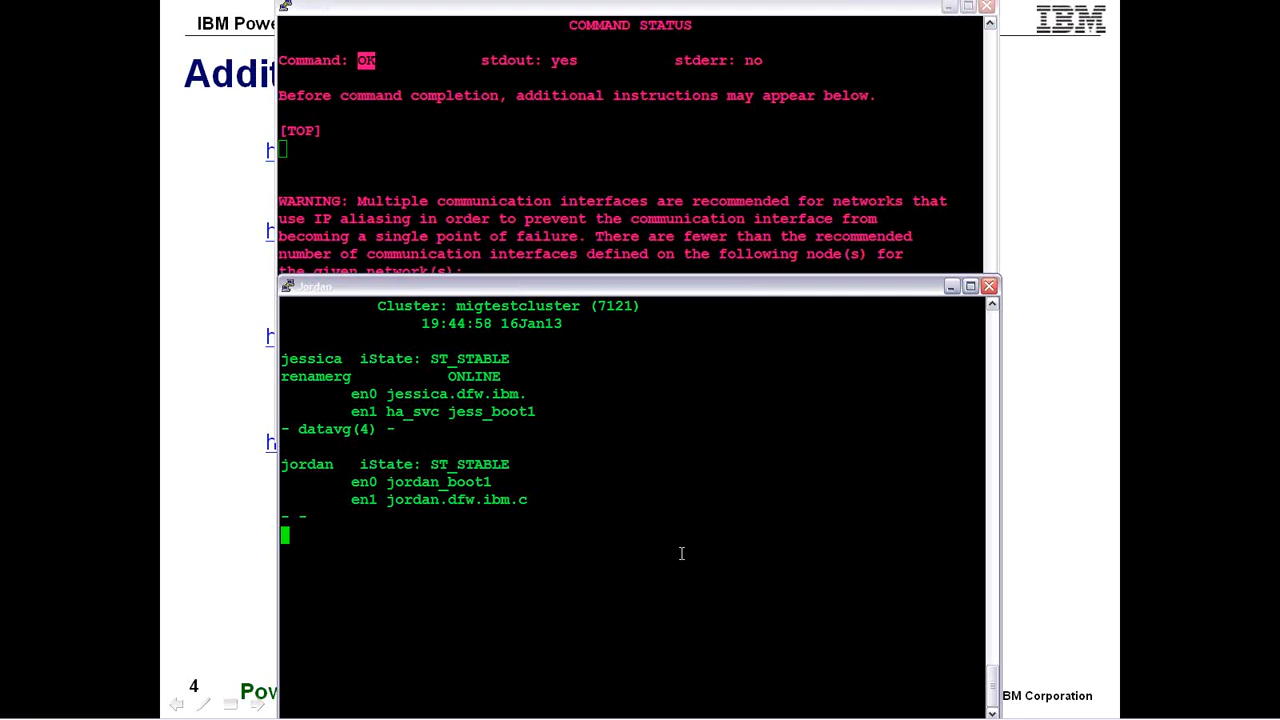 IBM Powe
IBM
Addit
COMMAND STATUS
Command: OK stdout: yes stderr: no
Before command completion, additional instructions may appear below.
[TOP]
h
WARNING: Multiple communication interfaces are recommended for networks that
use IP aliasing in order to prevent the communication interface from
h
becoming a single point of failure. There are fewer than the recommended
number of communication interfaces defined on the following node(s) for
the given network(s):
Jordan
Cluster: migtestcluster (7121)
19:44:58 16Jan13
h
jessica iState: ST_STABLE
renamerg ONLINE
en0 jessica.dfw.ibm.
en1 ha_svc jess_boot1
- datavg(4) -
h
jordan iState: ST_STABLE
en0 jordan_boot1
en1 jordan.dfw.ibm.c
- -
4
Pow
BM Corporation